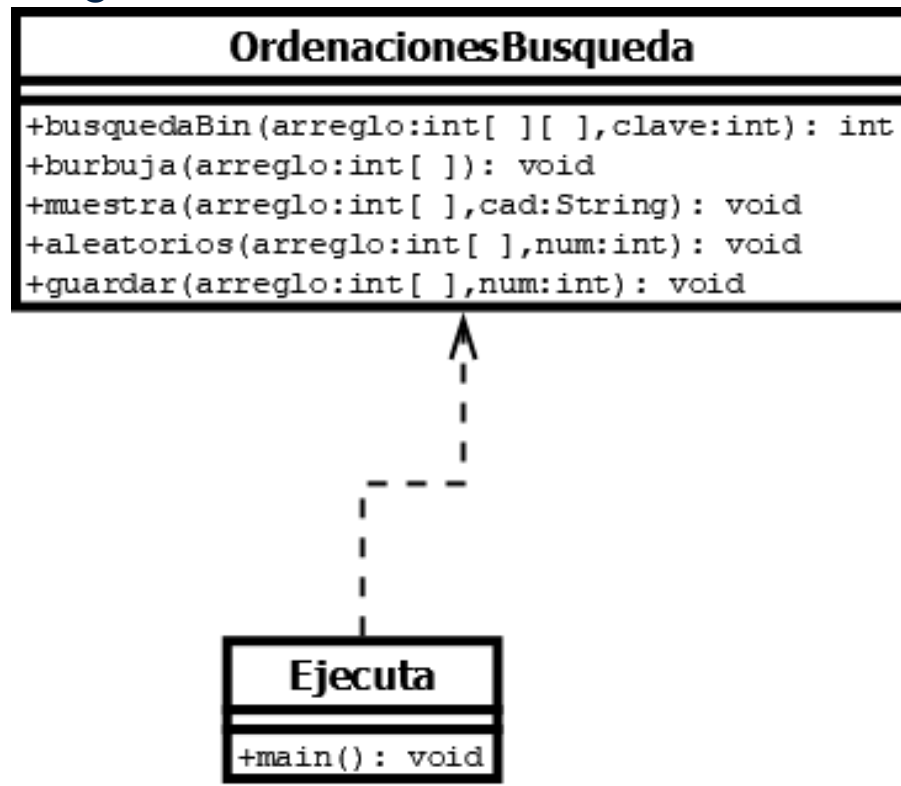 OrdenacionesBusqueda
+busquedaBin(arreglo:int[ ][ ],clave:int): int
+burbuja(arreglo:int[ ]): void
+muestra(arreglo:int[ ],cad:String): void
+aleatorios(arreglo:int[ ],num:int): void
+guardar(arreglo:int[ ],num:int): void
Ejecuta
+main(): void